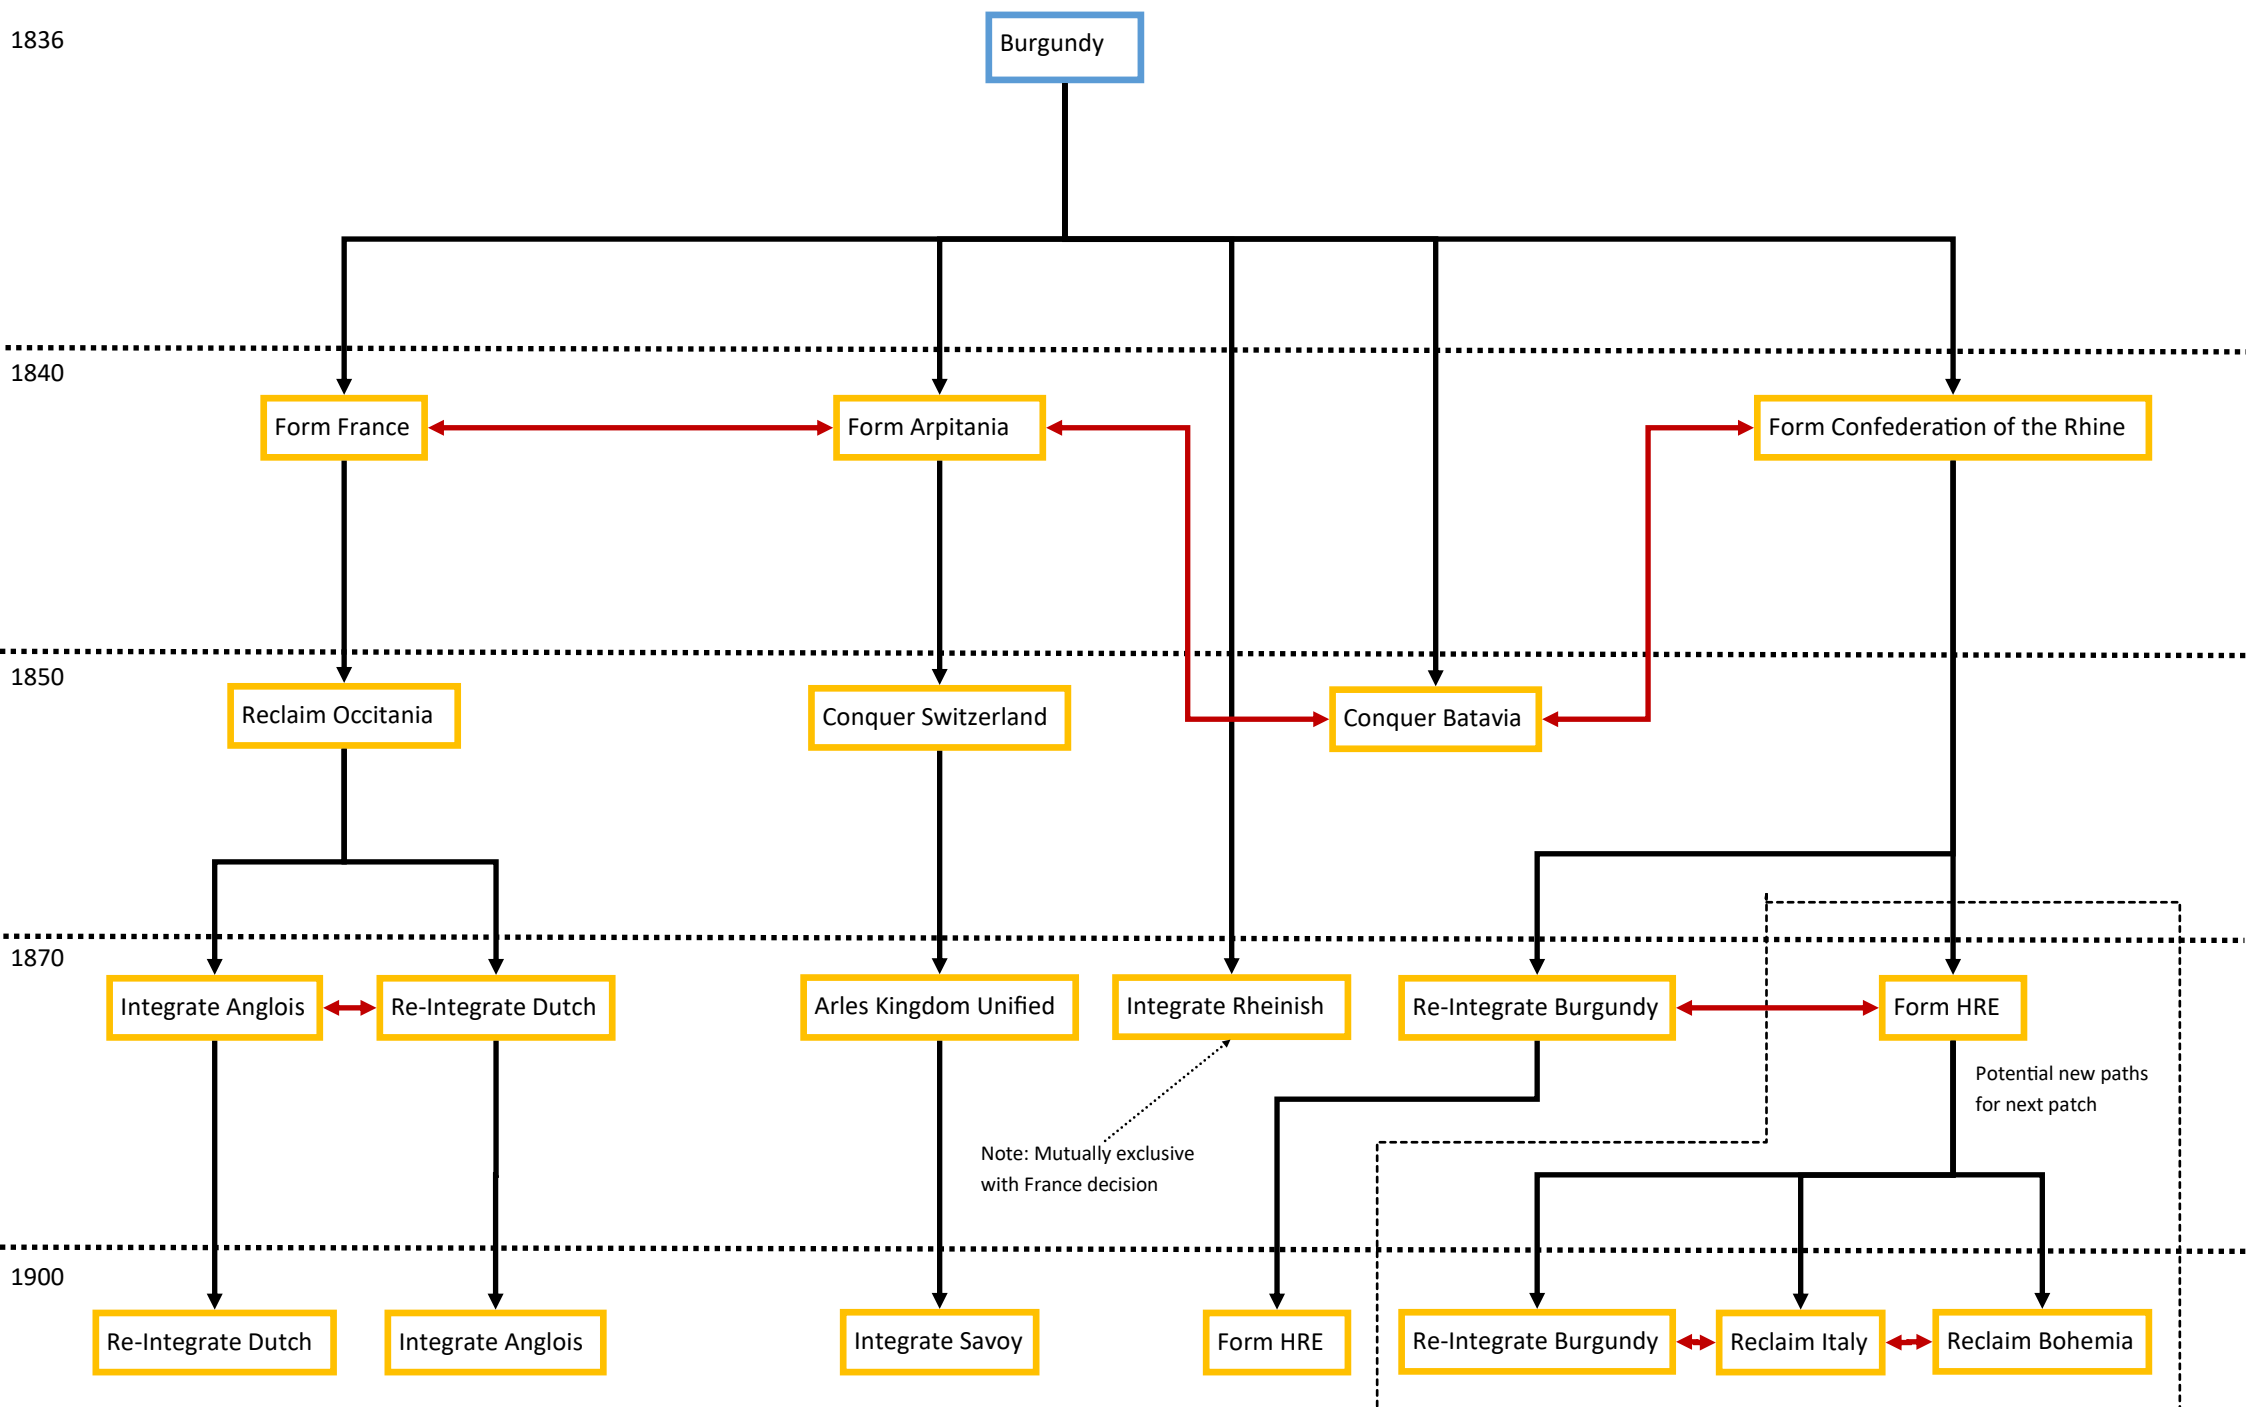 1836
Burgundy
1840
Form France
Form Arpitania
Form Confederation of the Rhine
1850
Reclaim Occitania
Conquer Switzerland
Conquer Batavia
1870
Integrate Anglois
Re-Integrate Dutch
Arles Kingdom Unified
Integrate Rheinish
Re-Integrate Burgundy
Form HRE
Potential new paths
for next patch
Note: Mutually exclusive
with France decision
1900
Re-Integrate Dutch
Integrate Anglois
Integrate Savoy
Form HRE
Re-Integrate Burgundy
Reclaim Italy
Reclaim Bohemia